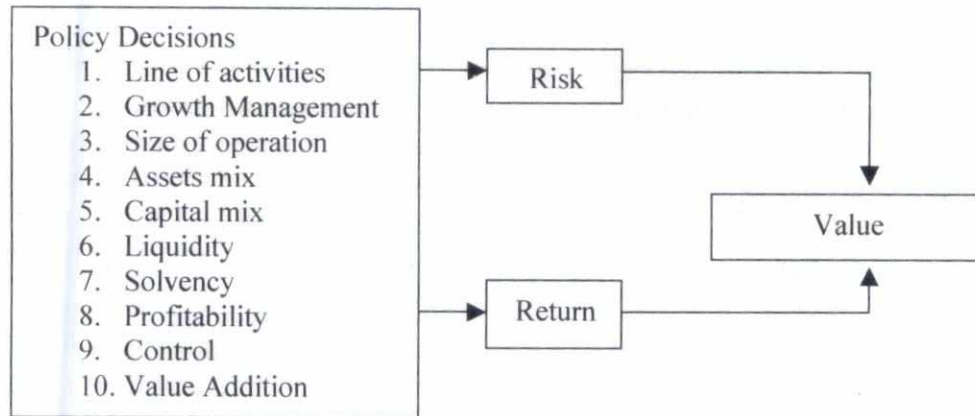 Policy Decisions
1. Line of activities
2. Growth Management
3. Size of operation
4. Assets mix
5. Capital mix
6. Liquidity
7. Solvency
8. Profitability
9. Control
10. Value Addition
Risk
Return
Value